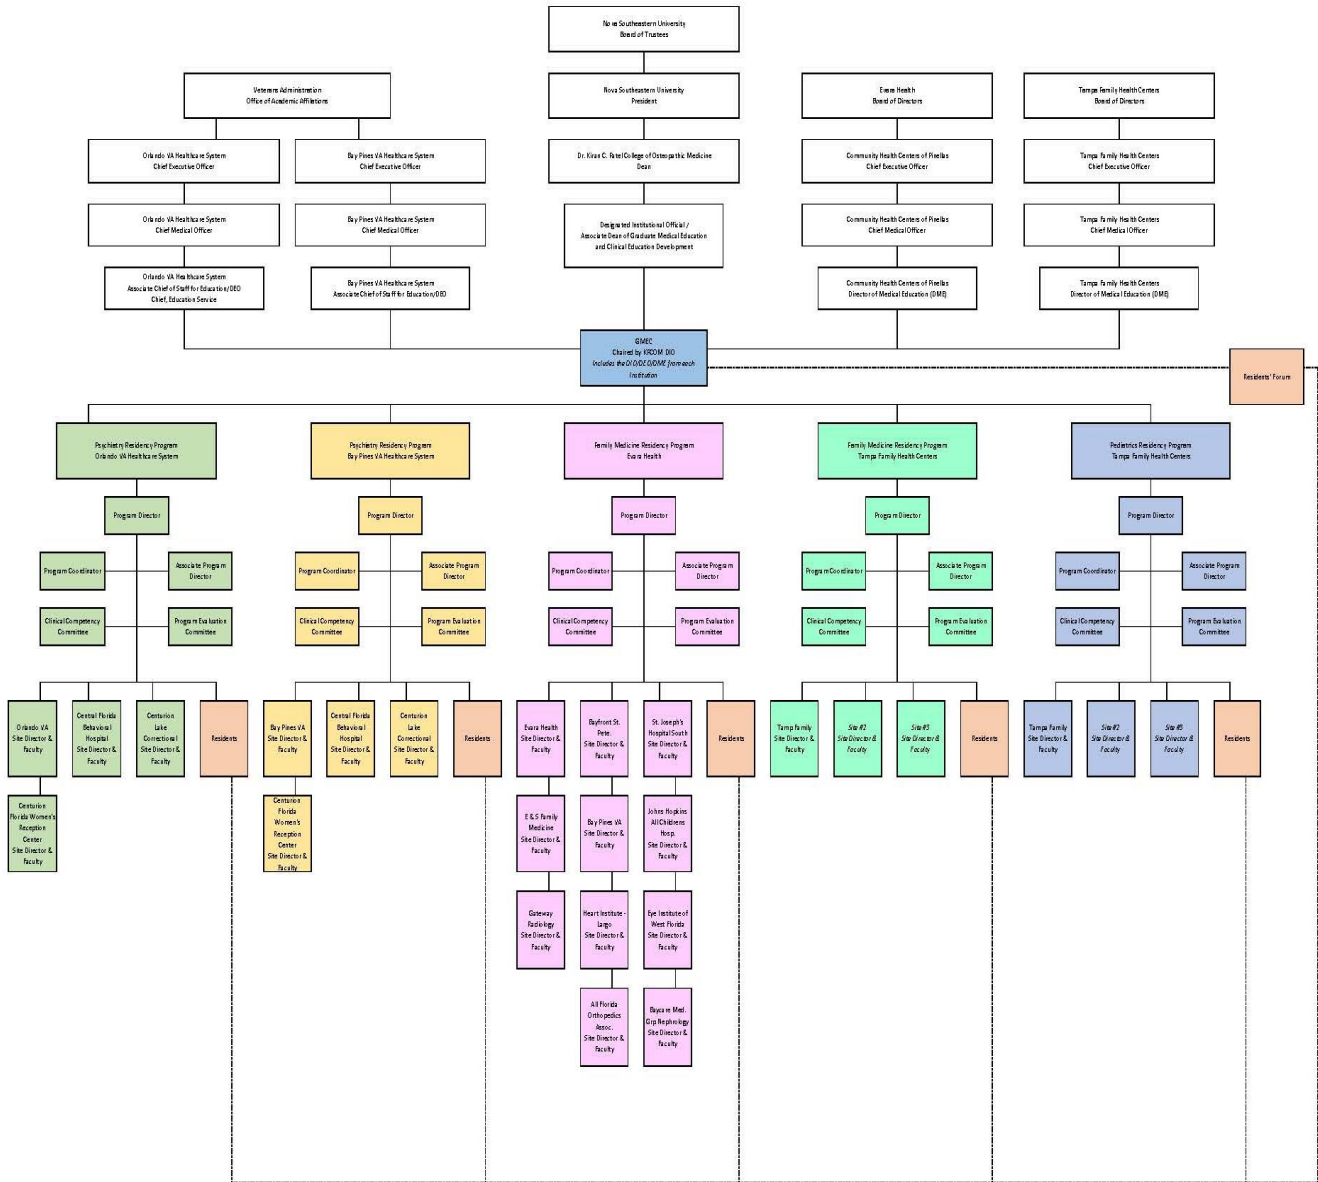 Nova Southeastern University
Board of Trustees
Veterans Administration
Office of Academic Affiliations
Nova Southeastern University
President
Evara Health
Board of Directors
Tampa Family Health Centers
Board of Directors
Orlando VA Healthcare System
Chief Executive Officer
Bay Pines VA Healthcare System
Chief Executive Officer
Dr. Kiran C. Patel College of Osteopathic Medicine
Dean
Community Health Centers of Pinellas
Chief Executive Officer
Tampa Family Health Centers
Chief Executive Officer
Orlando VA Healthcare System
Chief Medical Officer
Bay Pines VA Healthcare System
Chief Medical Officer
Designated Institutional Official /
Associate Dean of Graduate Medical Education
and Clinical Education Development
Community Health Centers of Pinellas
Chief Medical Officer
Tampa Family Health Centers
Chief Medical Officer
Orlando VA Healthcare System
Associate Chief of Staff for Education/DEO
Chief, Education Service
Bay Pines VA Healthcare System
Associate Chief of Staff for Education/DEO
Community Health Centers of Pinellas
Director of Medical Education (DME)
Tampa Family Health Centers
Director of Medical Education (DME)
GMEC
Chaired by KPCOM DIO
Includes the DIO/DEO/DME from each
Institution
Residents' Forum
Psychiatry Residency Program
Orlando VA Healthcare System
Psychiatry Residency Program
Bay Pines VA Healthcare System
Family Medicine Residency Program
Evara Health
Family Medicine Residency Program
Tampa Family Health Centers
Pediatrics Residency Program
Tampa Family Health Centers
Program Director
Program Director
Program Director
Program Director
Program Director
Program Coordinator
Associate Program
Director
Program Coordinator
Associate Program
Director
Program Coordinator
Associate Program
Director
Program Coordinator
Associate Program
Director
Program Coordinator
Associate Program
Director
Clinical Competency
Committee
Program Evaluation
Committee
Clinical Competency
Committee
Program Evaluation
Committee
Clinical Competency
Committee
Program Evaluation
Committee
Clinical Competency
Committee
Program Evaluation
Committee
Clinical Competency
Committee
Program Evaluation
Committee
Orlando VA
Site Director &
Faculty
Central Florida
Behavioral
Hospital
Site Director &
Faculty
Centurion
Lake
Correctional
Site Director &
Faculty
Residents
Bay Pines VA
Site Director &
Faculty
Central Florida
Behavioral
Hospital
Site Director &
Faculty
Centurion
Lake
Correctional
Site Director &
Faculty
Residents
Evara Health
Site Director &
Faculty
Bayfront St.
Pete.
Site Director &
Faculty
St. Joseph's
Hospital South
Site Director &
Faculty
Residents
Tamp Family
Site Director &
Faculty
Site #2
Site Director &
Faculty
Site #3
Site Director &
Faculty
Residents
Tampa Family
Site Director &
Faculty
Site #2
Site Director &
Faculty
Site #3
Site Director &
Faculty
Residents
Centurion
Florida Women's
Reception
Center
Site Director &
Faculty
Centurion
Florida
Women's
Reception
Center
Site Director &
Faculty
E & S Family
Medicine
Site Director &
Faculty
Bay Pines VA
Site Director &
Faculty
Johns Hopkins
All Childrens
Hosp.
Site Director &
Faculty
Gateway
Radiology
Site Director &
Faculty
Heart Institute -
Largo
Site Director &
Faculty
Eye Institute of
West Florida
Site Director &
Faculty
All Florida
Orthopedics
Assoc.
Site Director &
Faculty
Baycare Med.
Grp Nephrology
Site Director &
Faculty